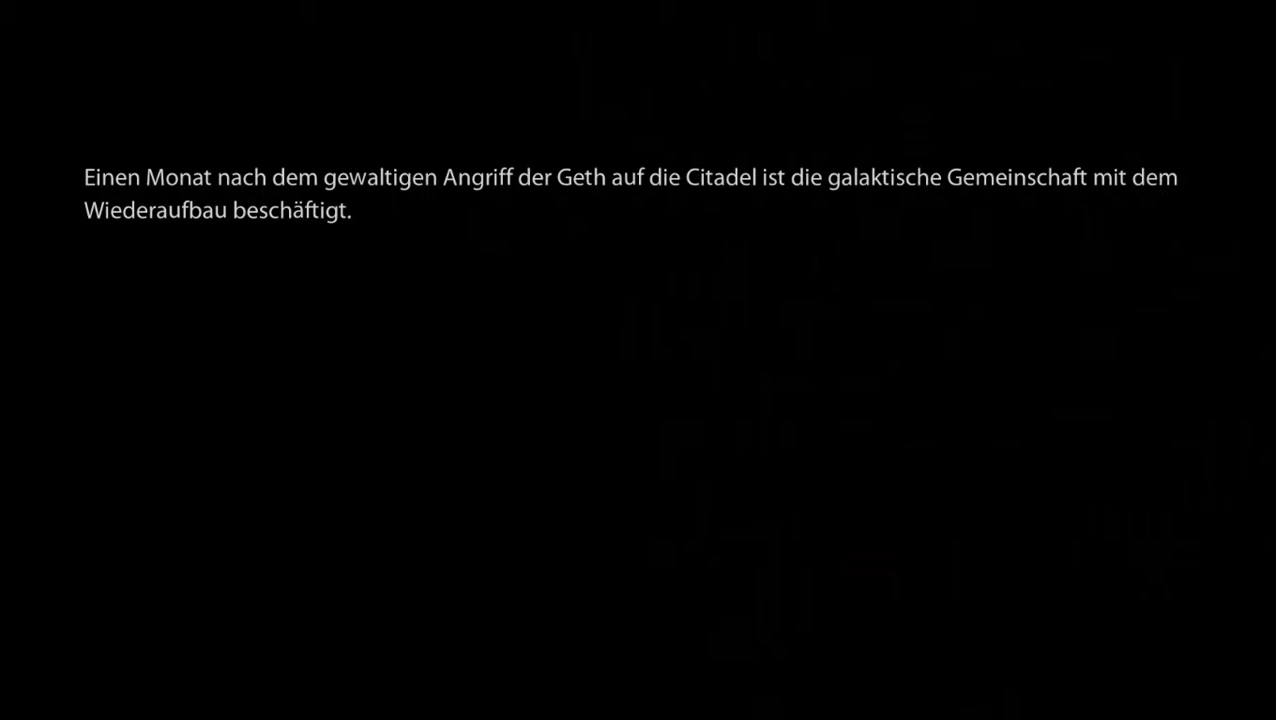 Einen Monat nach dem gewaltigen Angriff der Geth auf die Citadel ist die galaktische Gemeinschaft mit dem
Wiederaufbau beschäftigt.